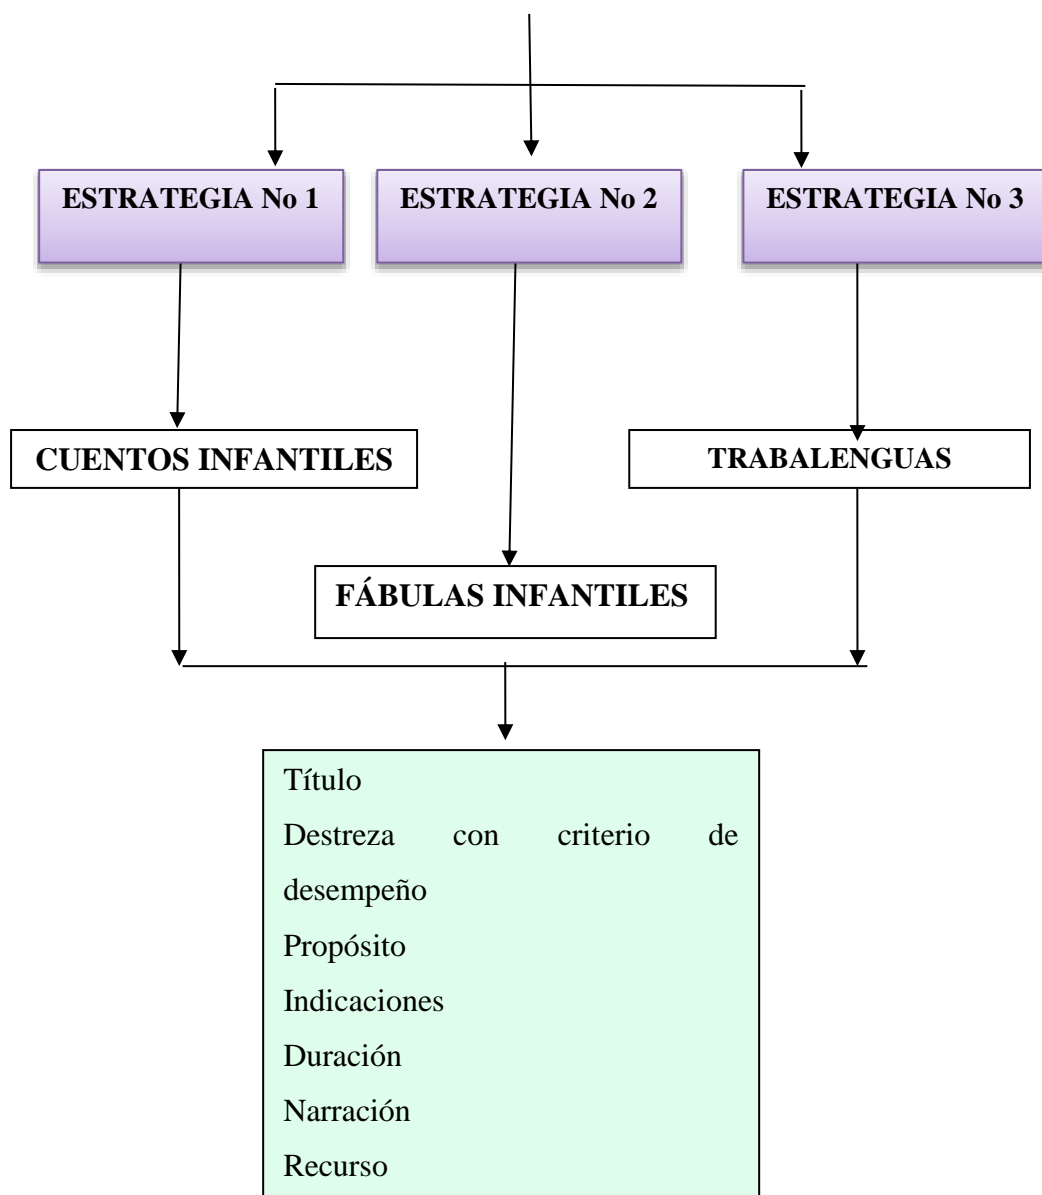 ESTRATEGIA No 1
ESTRATEGIA No 2
ESTRATEGIA No 3
CUENTOS INFANTILES
TRABALENGUAS
FÁBULAS INFANTILES
Título
Destreza con criterio de
desempeño
Propósito
Indicaciones
Duración
Narración
Recurso